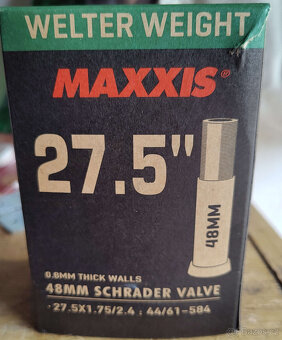 WELTER WEIGHT
MAXXIS®
27.5"
48MM
0.8MM THICK WALLS
48MM SCHRADER VALVE
· 27.5X1.75/2.4 : 44/61-584